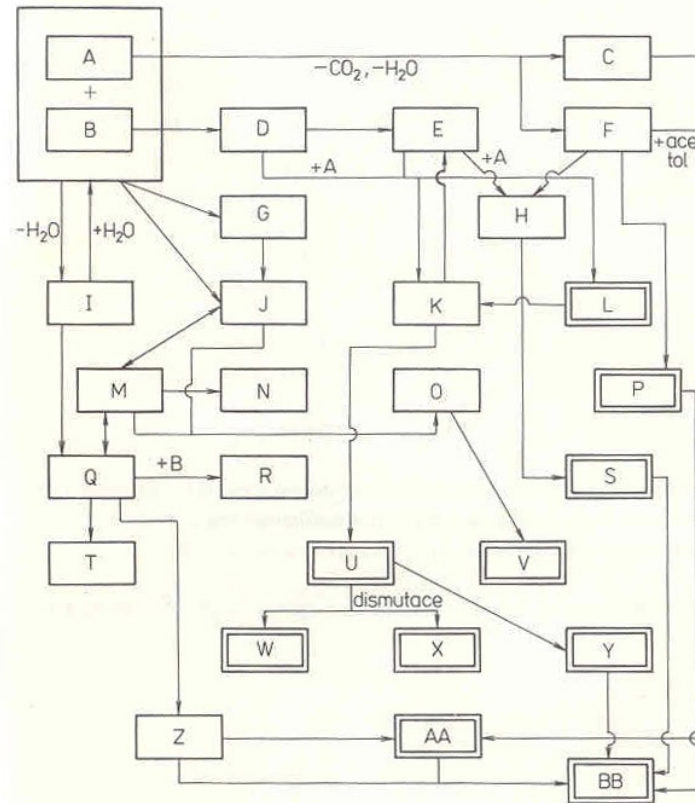 A
C
+
−CO₂, −H₂O
B
D
E
F
+ ace
+A
+A
tol
G
H
−H₂O
+H₂O
I
J
K
L
M
N
O
P
Q
+B
R
S
T
U
V
dismutace
W
X
Y
Z
AA
BB